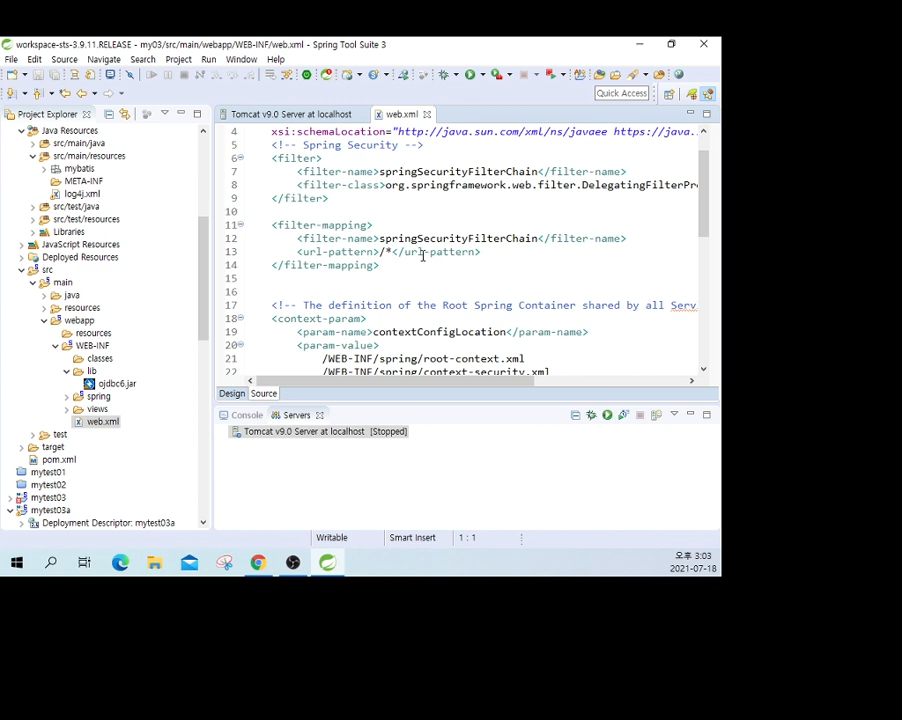 workspace-sts-3.9.11.RELEASE - my03/src/main/webapp/WEB-INF/web.xml - Spring Tool Suite 3
File Edit Source Navigate Search Project Run Window Help
Quick Access
Project Explorer
Tomcat v9.0 Server at localhost
web.xml
Java Resources
src/main/java
src/main/resources
mybatis
META-INF
log4j.xml
src/test/java
src/test/resources
Libraries
JavaScript Resources
Deployed Resources
src
main
java
resources
webapp
resources
WEB-INF
classes
lib
ojdbc6.jar
spring
views
web.xml
test
target
pom.xml
mytest01
mytest02
mytest03
mytest03a
Deployment Descriptor: mytest03a
4 xsi:schemaLocation="http://java.sun.com/xml/ns/javaee https://java.
5 <!-- Spring Security -->
6 <filter>
7 <filter-name>springSecurityFilterChain</filter-name>
8 <filter-class>org.springframework.web.filter.DelegatingFilterPr
9 </filter>
10
11 <filter-mapping>
12 <filter-name>springSecurityFilterChain</filter-name>
13 <url-pattern>/*</url-pattern>
14 </filter-mapping>
15
16
17 <!-- The definition of the Root Spring Container shared by all Serv
18 <context-param>
19 <param-name>contextConfigLocation</param-name>
20 <param-value>
21 /WEB-INF/spring/root-context.xml
22 /WEB-INF/spring/context-security.xml
Design Source
Console Servers
Tomcat v9.0 Server at localhost [Stopped]
Writable Smart Insert 1 : 1
오후 3:03
2021-07-18